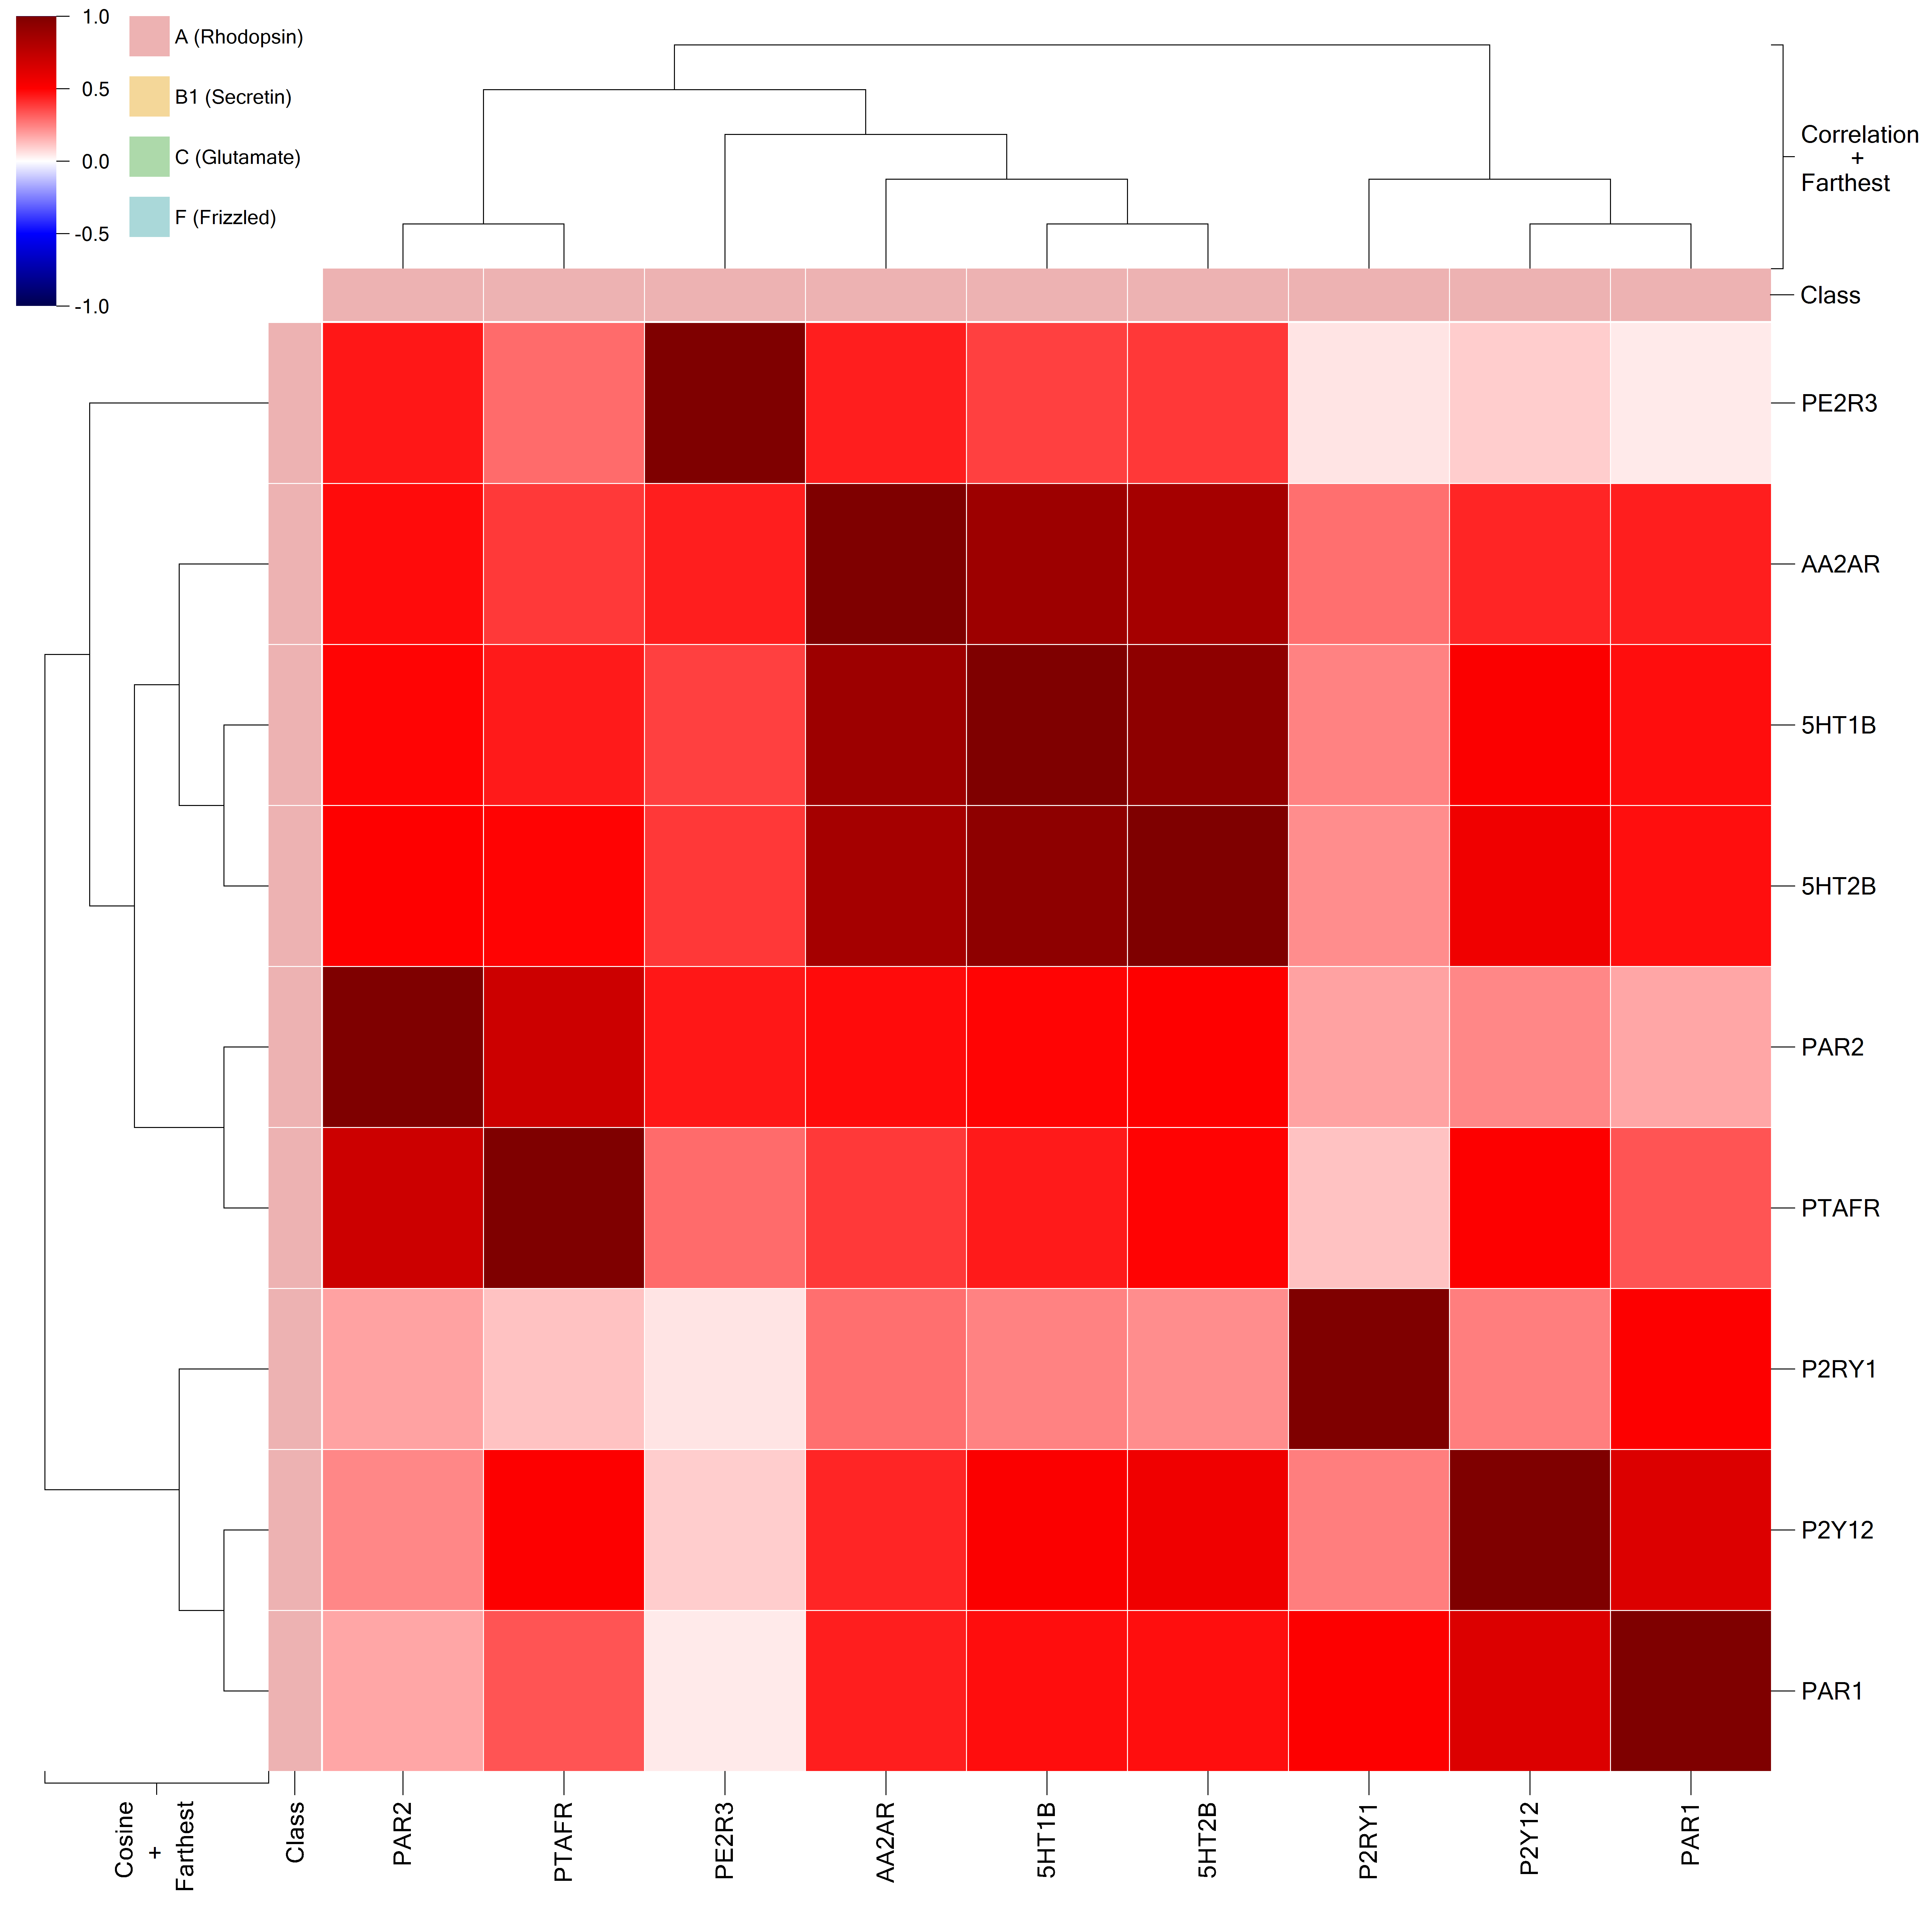 1.0
0.5
0.0
-0.5
-1.0
A (Rhodopsin)
B1 (Secretin)
C (Glutamate)
F (Frizzled)
Correlation
+
Farthest
Class
PE2R3
AA2AR
5HT1B
5HT2B
PAR2
PTAFR
P2RY1
P2Y12
PAR1
Cosine
+
Farthest
Class
PAR2
PTAFR
PE2R3
AA2AR
5HT1B
5HT2B
P2RY1
P2Y12
PAR1